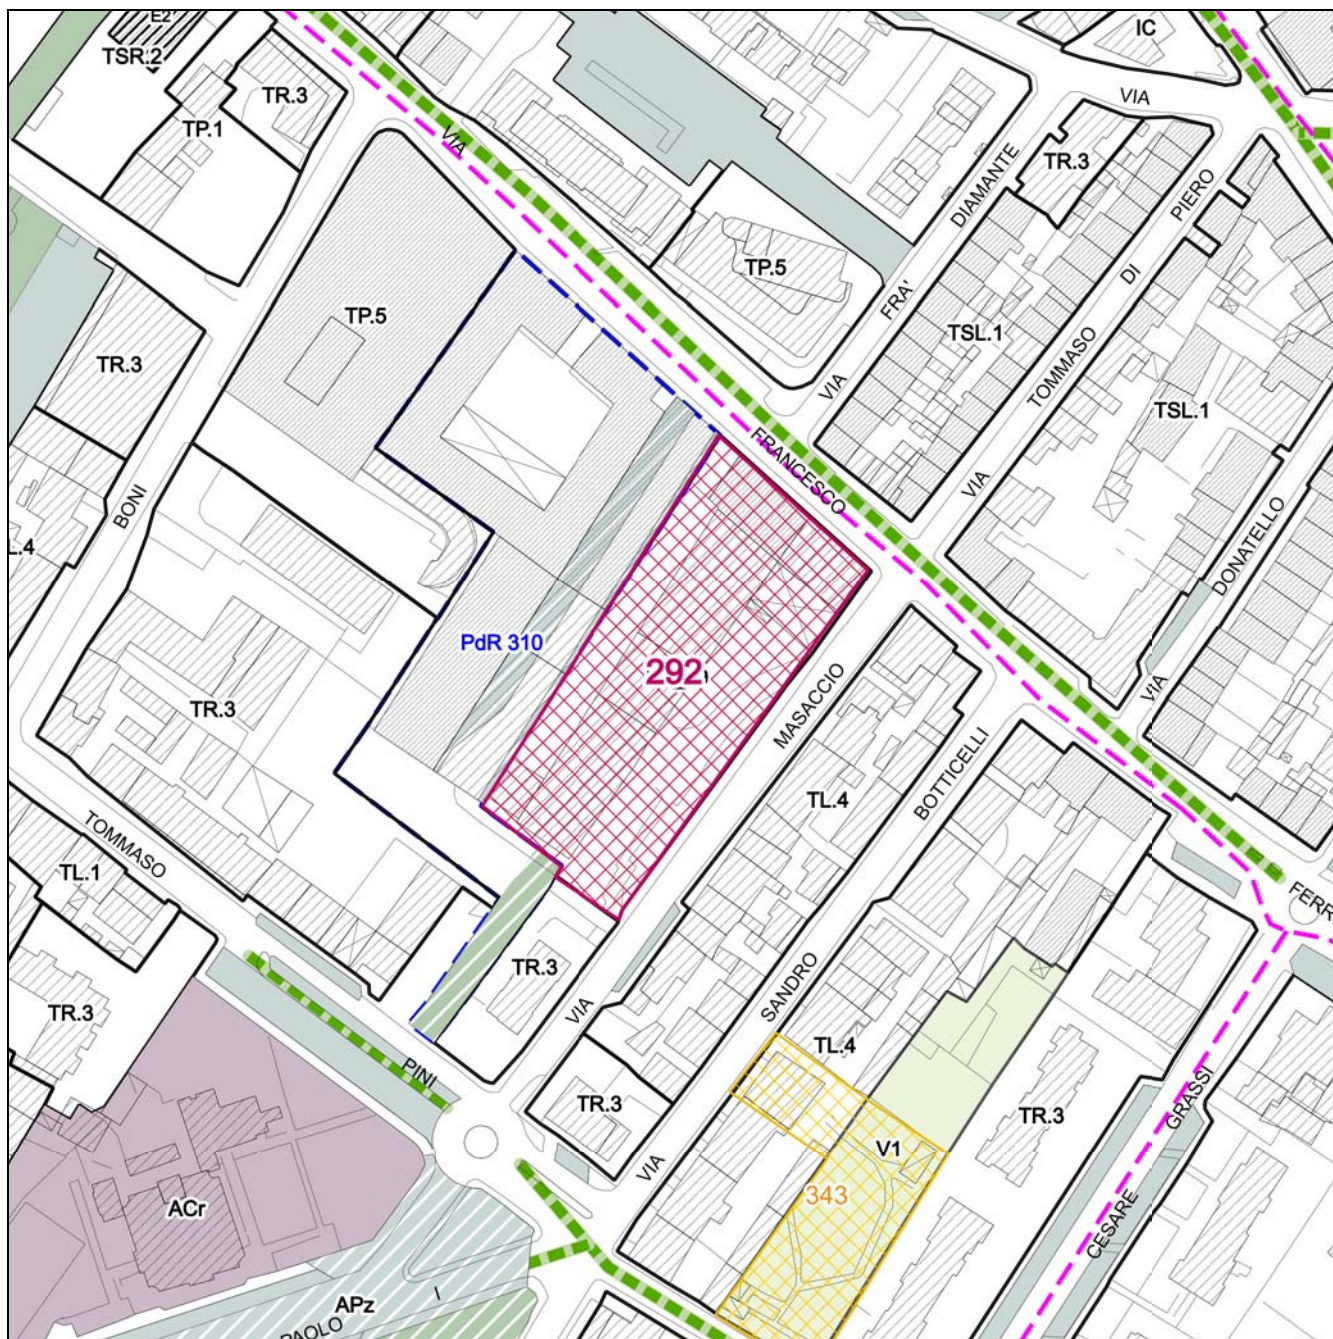 E2
TSR.2
TR.3
TP.1
IC
VIA
VIA
TR.3
DIAMANTE
PIERO
TP.5
DI
TP.5
FRA'
TSL.1
TOMMASO
TR.3
VIA
TSL.1
FRANCESCO
VIA
BONI
DONATELLO
L.4
PdR 310
292
VIA
MASACCIO
TR.3
BOTTICELLI
TL.4
TOMMASO
TL.1
FERR
TR.3
SANDRO
TR.3
VIA
TL.4
PINI
TR.3
TR.3
GRASSI
V1
VIA
343
ACr
CESARE
APz
I
PAOLO